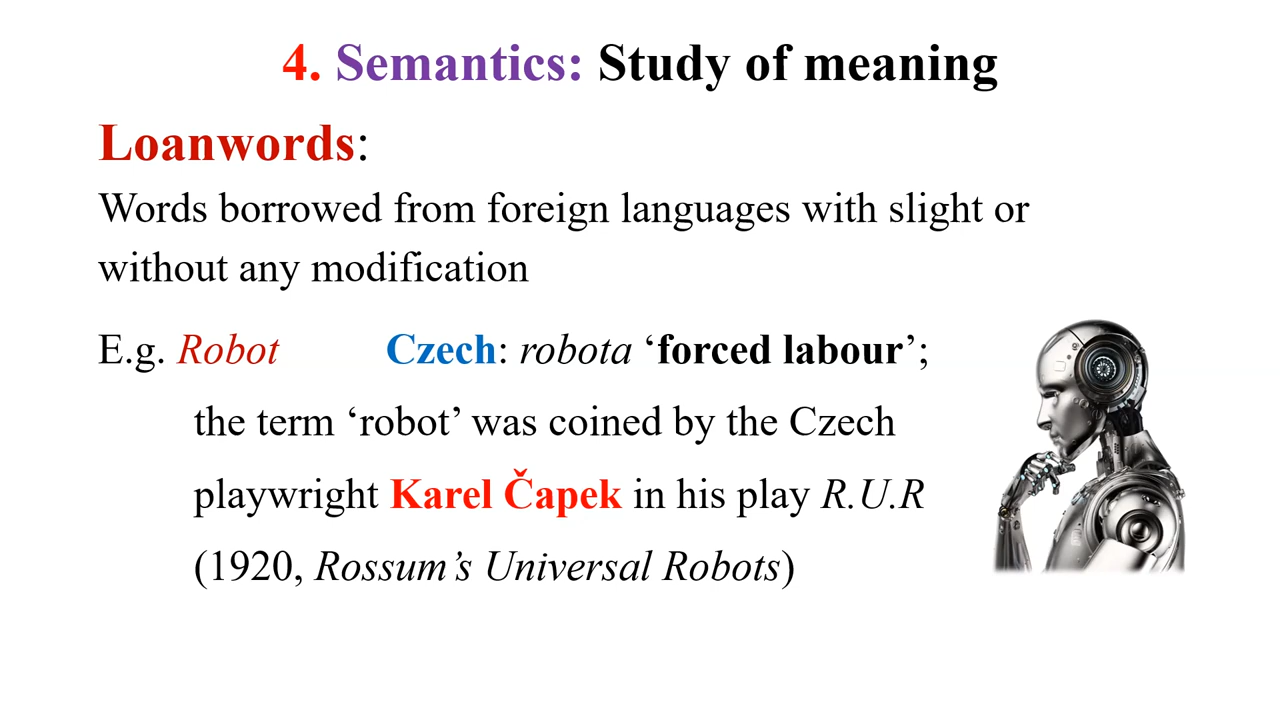 4. Semantics: Study of meaning
Loanwords:
Words borrowed from foreign languages with slight or
without any modification
E.g. Robot Czech: robota ‘forced labour’;
the term ‘robot’ was coined by the Czech
playwright Karel Čapek in his play R.U.R
(1920, Rossum’s Universal Robots)